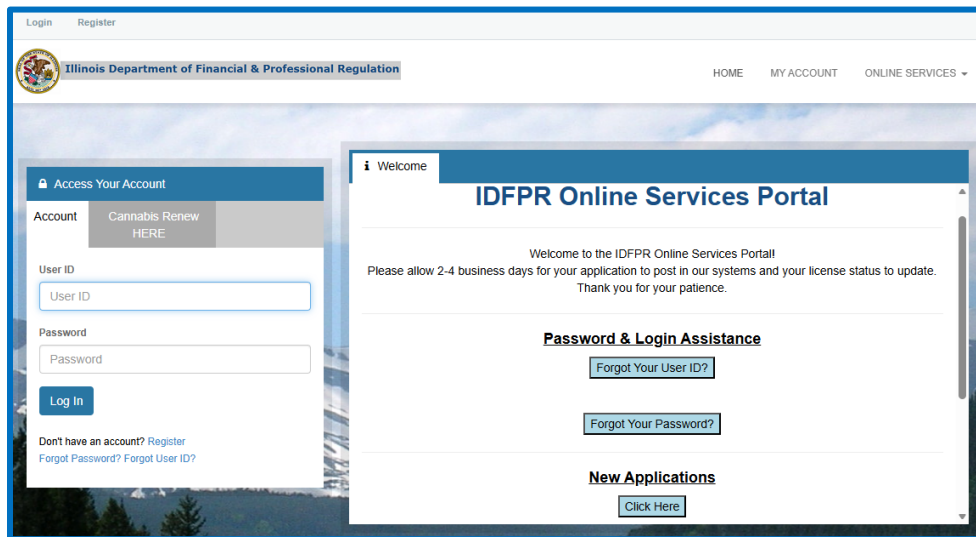 Login Register
Illinois Department of Financial & Professional Regulation
HOME MY ACCOUNT ONLINE SERVICES
Access Your Account
Account Cannabis Renew
HERE
User ID
User ID
Password
Password
Log In
Don't have an account? Register
Forgot Password? Forgot User ID?
i Welcome
IDFPR Online Services Portal
Welcome to the IDFPR Online Services Portal!
Please allow 2-4 business days for your application to post in our systems and your license status to update.
Thank you for your patience.
Password & Login Assistance
Forgot Your User ID?
Forgot Your Password?
New Applications
Click Here